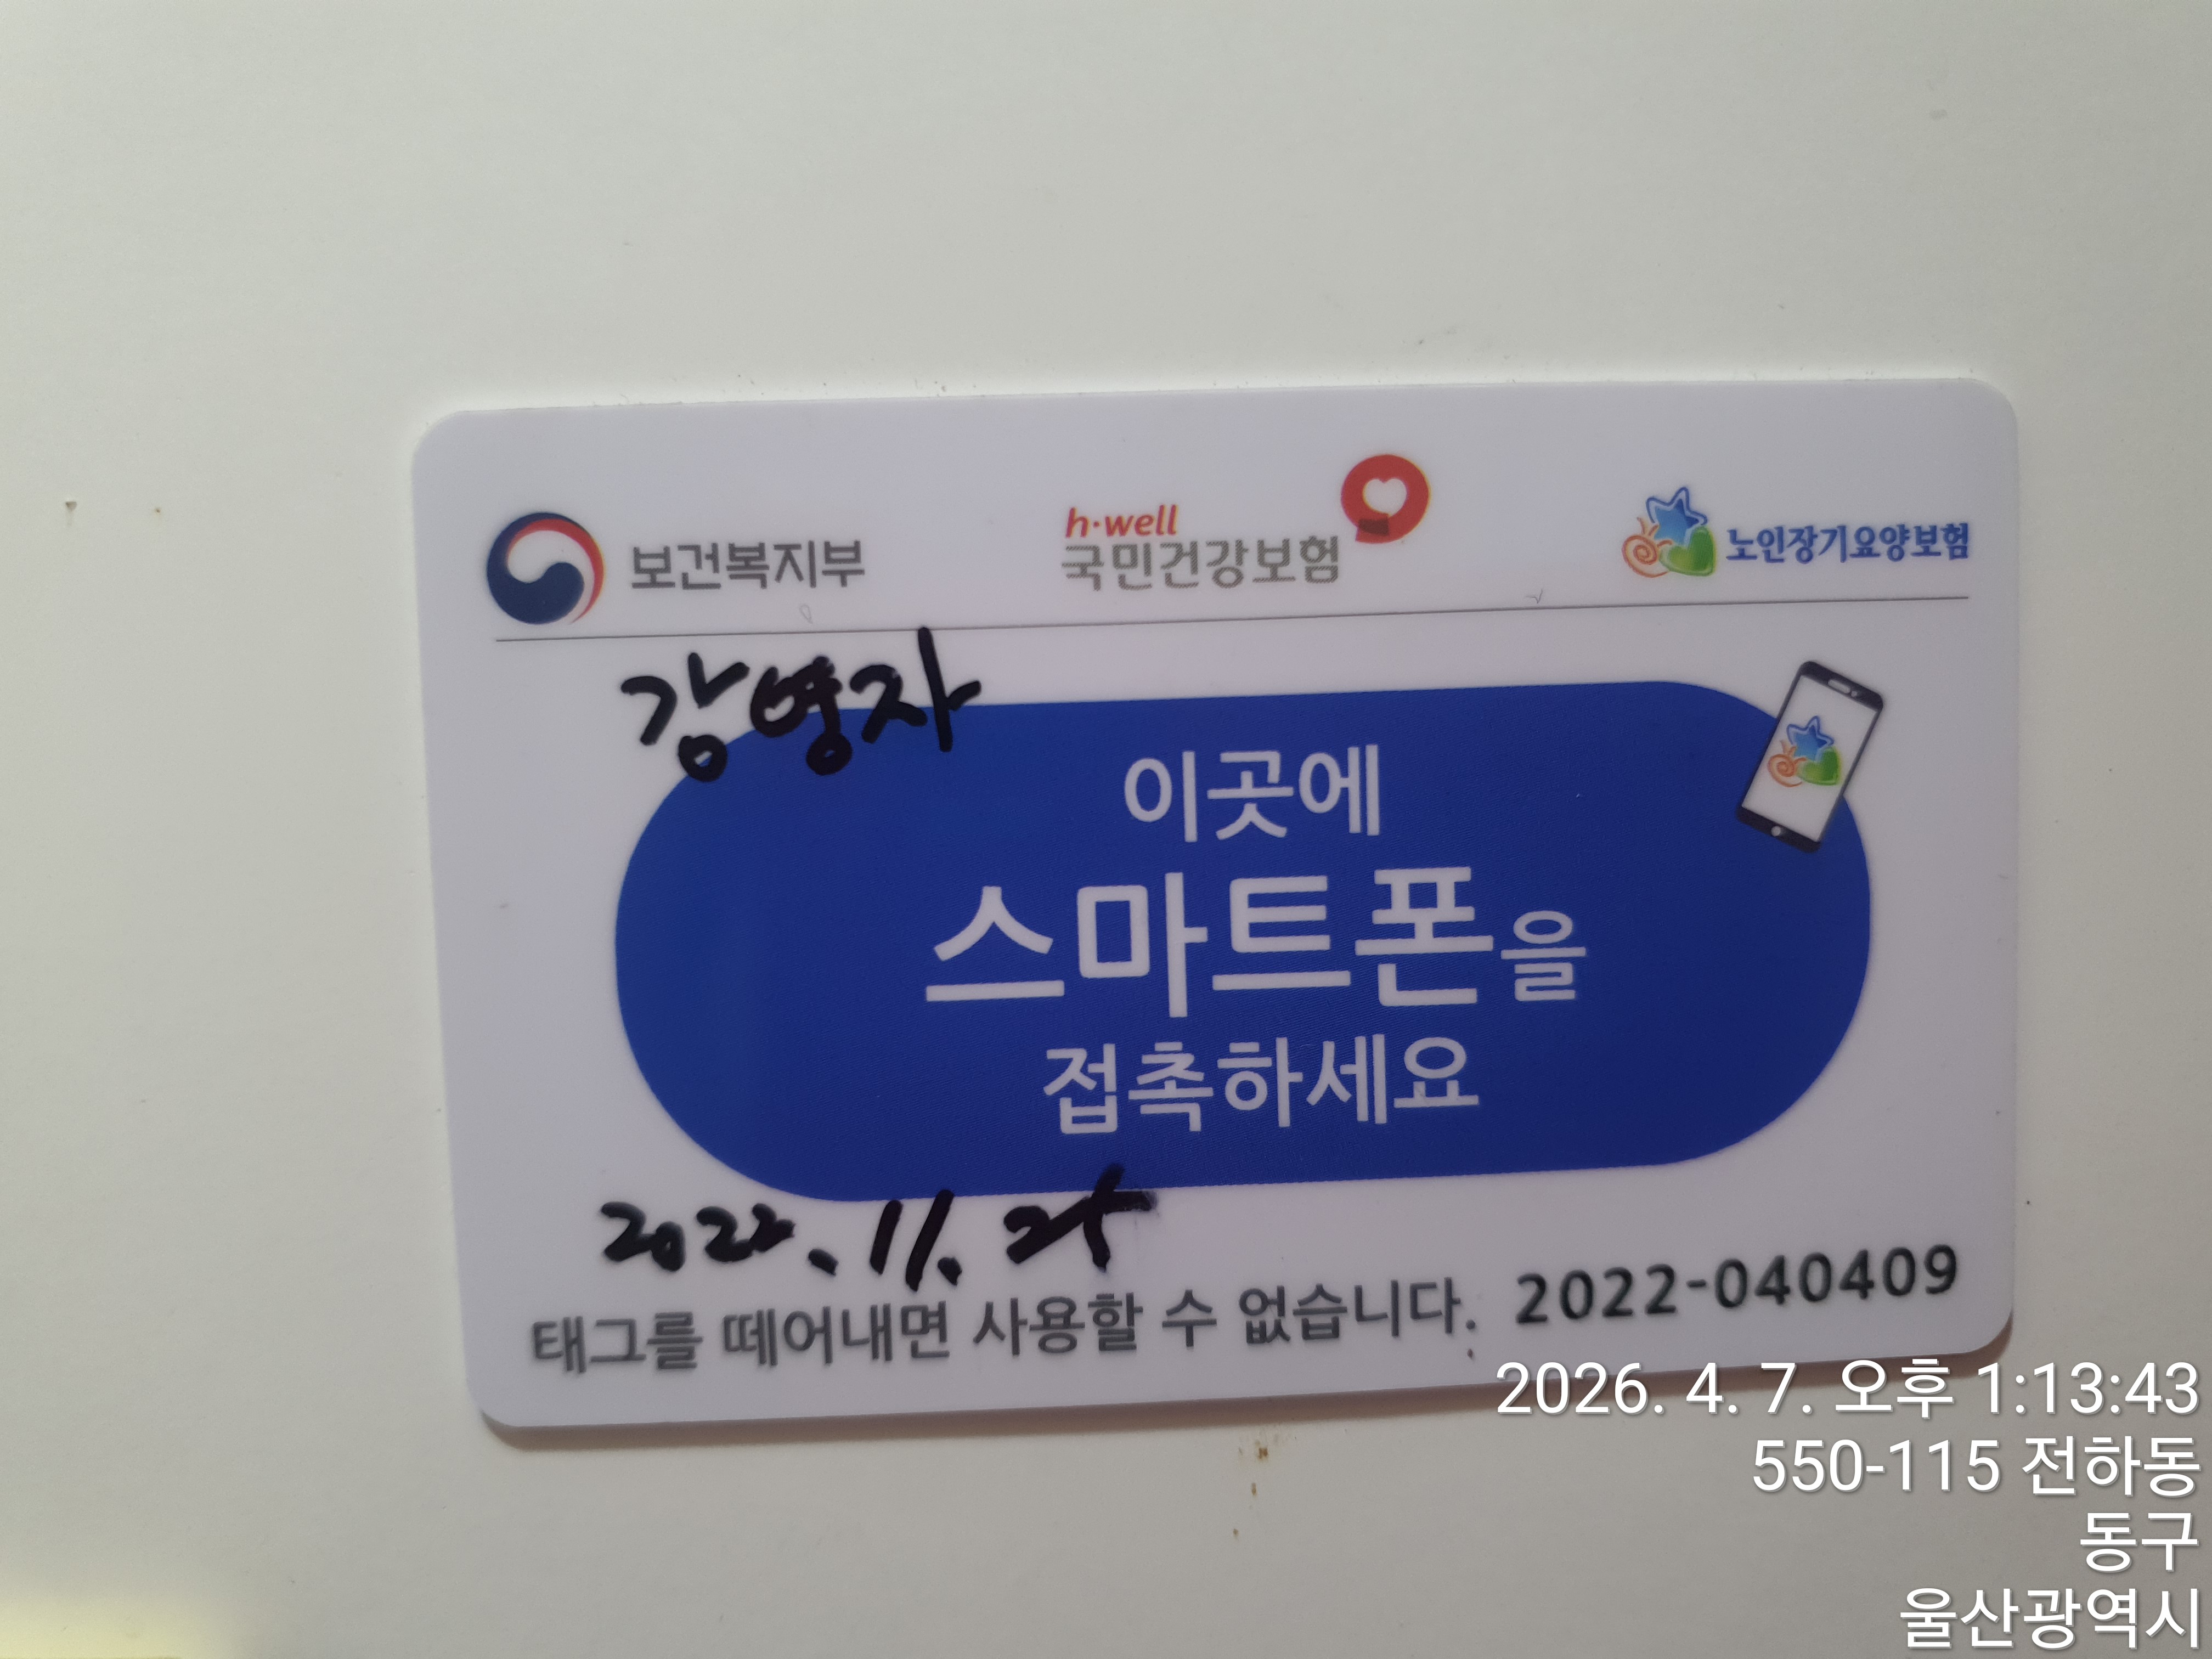 보건복지부
h·well
국민건강보험
노인장기요양보험
강영자
이곳에
스마트폰을
접촉하세요
2022. 11. 25
태그를 떼어내면 사용할 수 없습니다. 2022-040409
2026. 4. 7. 오후 1:13:43
550-115 전하동
동구
울산광역시